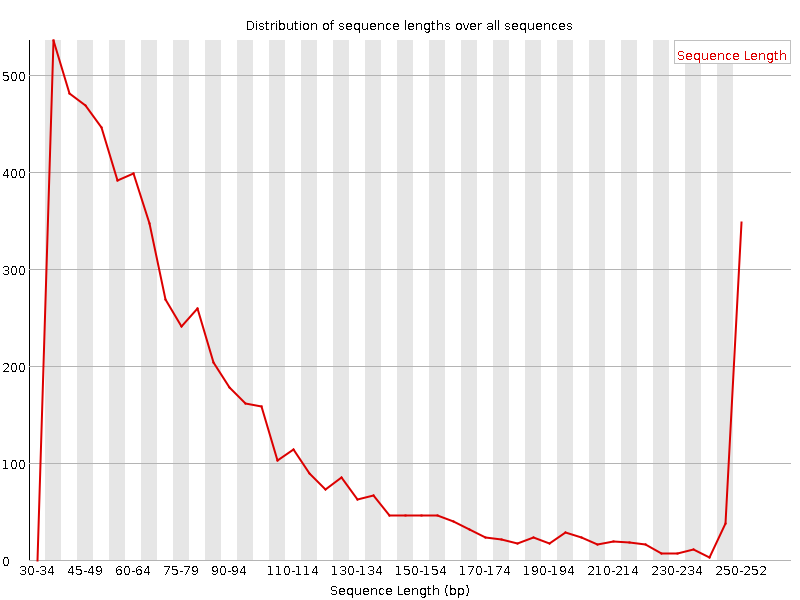 Distribution of sequence lengths over all sequences
Sequence Length
500
400
300
200
100
0
30-34 45-49 60-64 75-79 90-94 110-114 130-134 150-154 170-174 190-194 210-214 230-234 250-252
Sequence Length (bp)